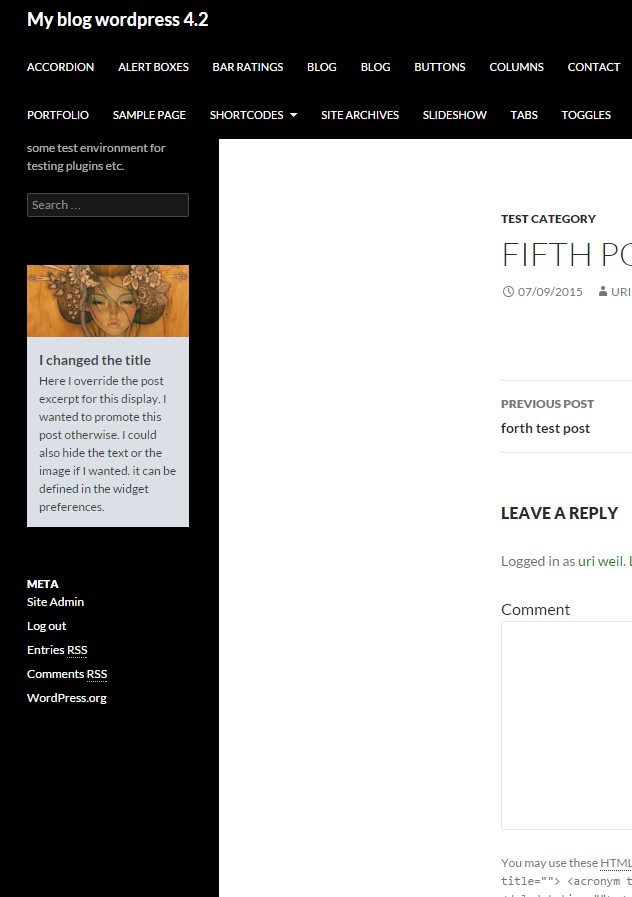 My blog wordpress 4.2
ACCORDION ALERT BOXES BAR RATINGS BLOG BLOG BUTTONS COLUMNS CONTACT
PORTFOLIO SAMPLE PAGE SHORTCODES SITE ARCHIVES SLIDESHOW TABS TOGGLES
some test environment for
testing plugins etc.
Search …
I changed the title
Here I override the post
excerpt for this display. I
wanted to promote this
post otherwise. I could
also hide the text or the
image if I wanted. it can be
defined in the widget
preferences.
META
Site Admin
Log out
Entries RSS
Comments RSS
WordPress.org
TEST CATEGORY
FIFTH PO
07/09/2015 URI
PREVIOUS POST
forth test post
LEAVE A REPLY
Logged in as uri weil. L
Comment
You may use these HTML
title=""> <acronym t